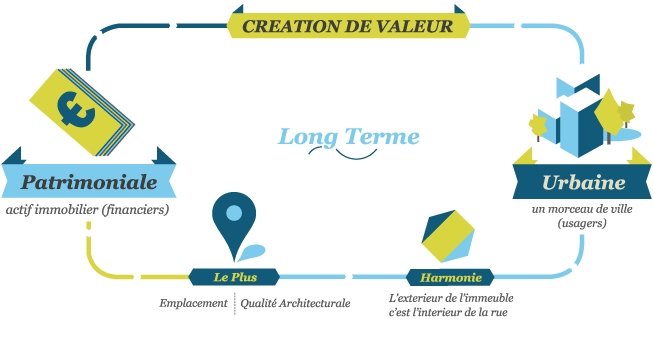 CREATION DE VALEUR
€
Long Terme
Patrimoniale
actif immobilier (financiers)
Urbaine
un morceau de ville
(usagers)
Le Plus
Emplacement
Qualité Architecturale
Harmonie
L'exterieur de l'immeuble
c'est l'interieur de la rue